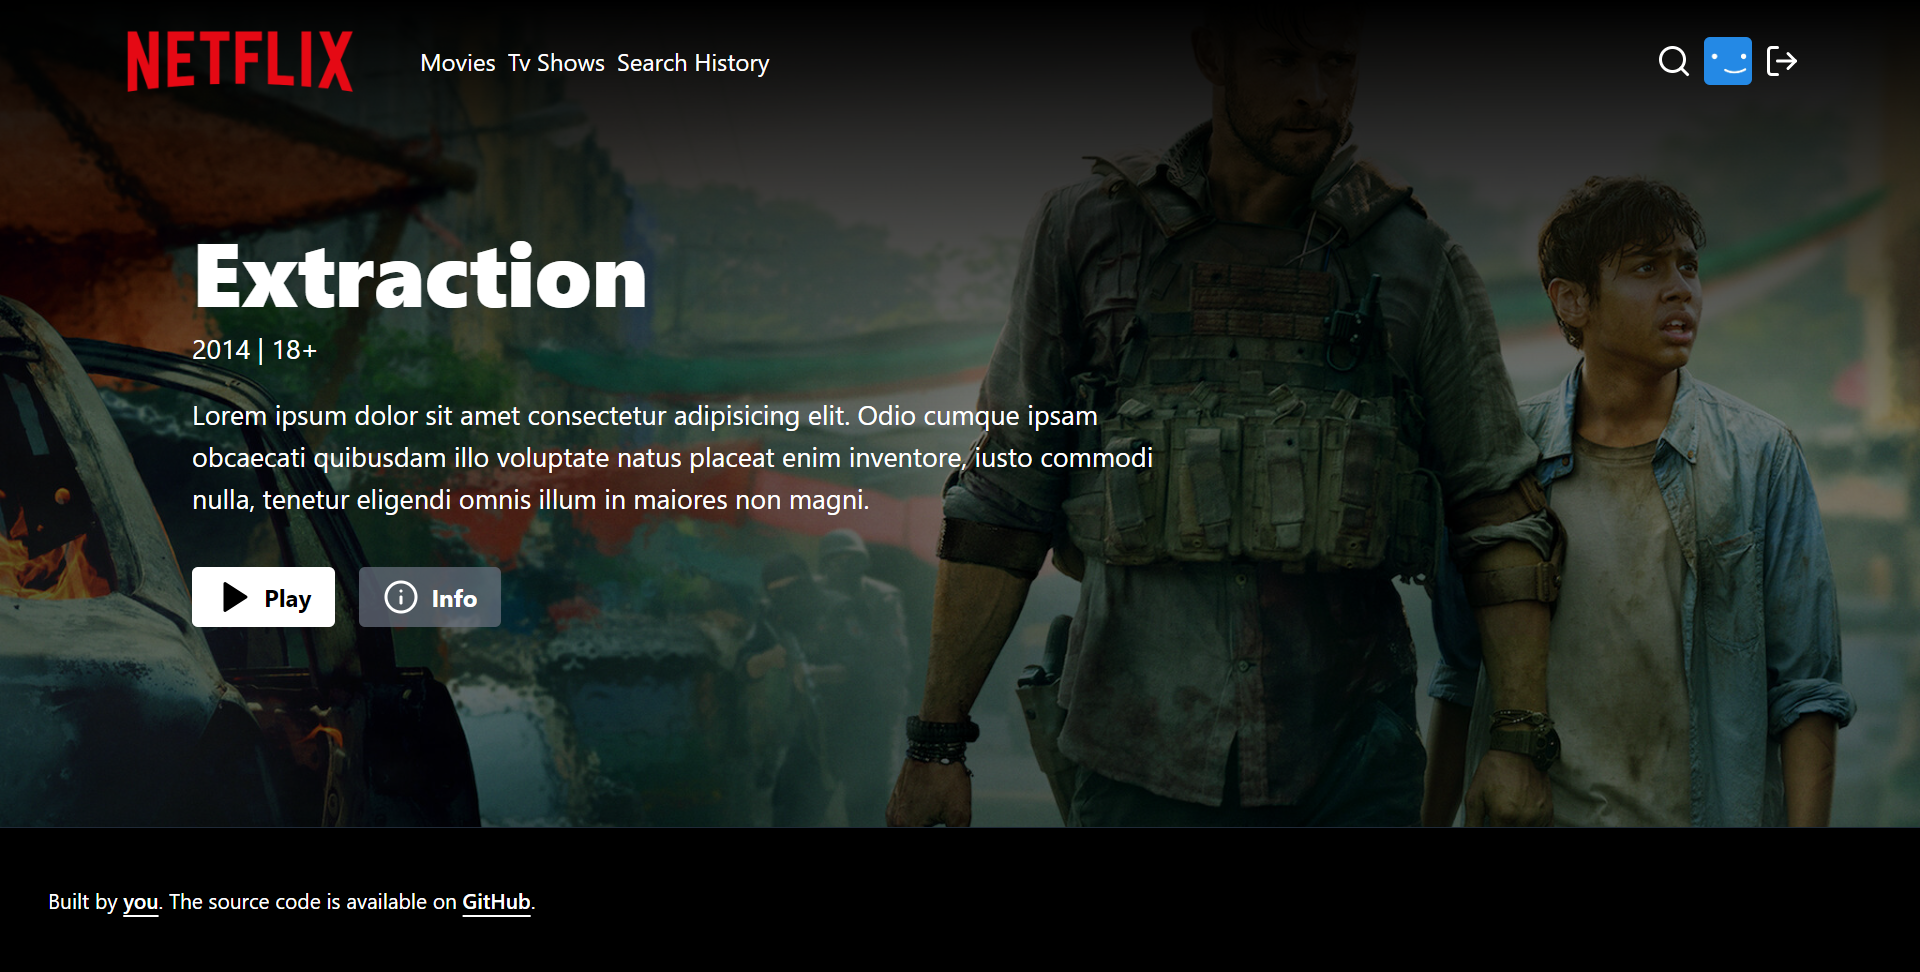 NETFLIX
Movies Tv Shows Search History
Extraction
2014 | 18+
Lorem ipsum dolor sit amet consectetur adipisicing elit. Odio cumque ipsam
obcaecati quibusdam illo voluptate natus placeat enim inventore, iusto commodi
nulla, tenetur eligendi omnis illum in maiores non magni.
Play Info
Built by you. The source code is available on GitHub.